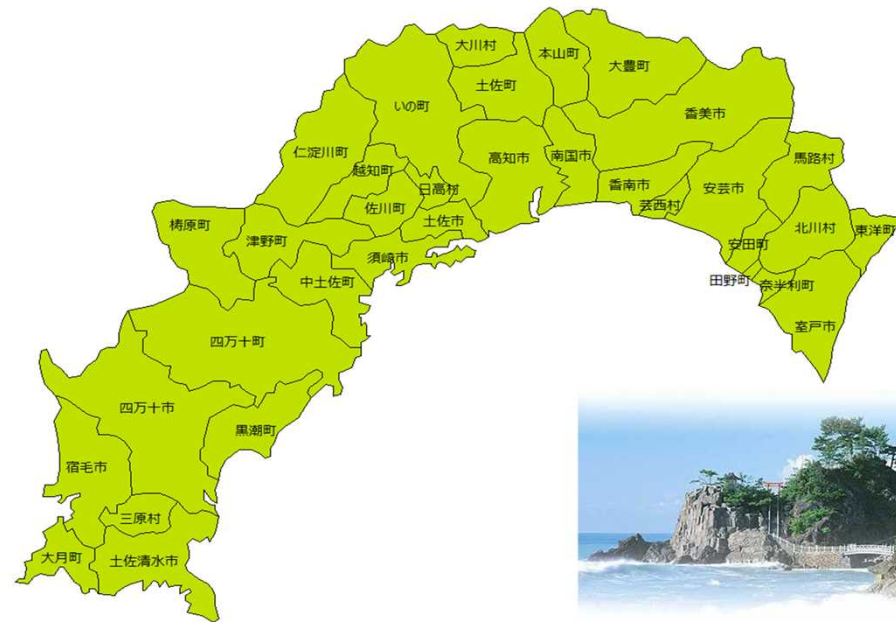 大川村
本山町
大豊町
土佐町
いの町
香美市
仁淀川町
越知町
日高村
高知市
南国市
馬路村
香南市
安芸市
芸西村
佐川町
土佐市
梼原町
津野町
須崎市
北川村
東洋町
安田町
中土佐町
田野町
奈半利町
室戸市
四万十町
四万十市
黒潮町
宿毛市
三原村
大月町
土佐清水市